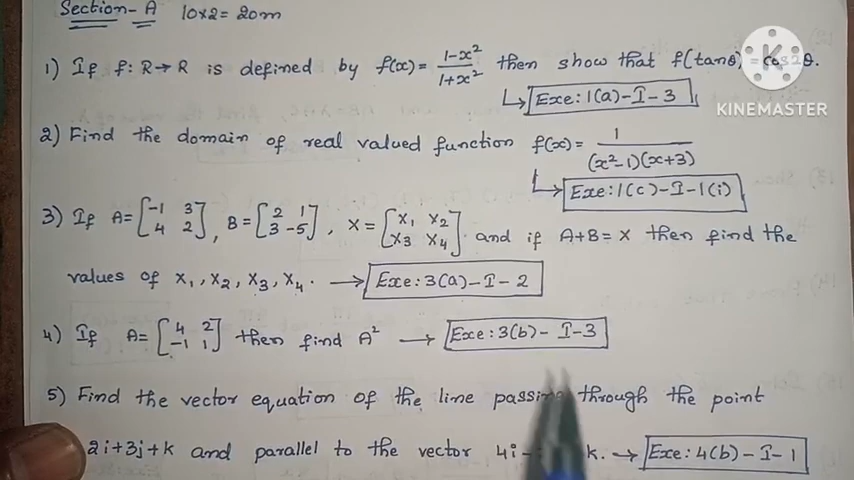 Section - A 10x2 = 20m
1) If f: R→R is defined by f(x) = (1-x²)/(1+x²) then show that f(tanθ) = cos2θ.
Exe: 1(a) - I - 3
KINEMASTER
2) Find the domain of real valued function f(x) = 1/((x²-1)(x+3))
Exe: 1(c) - I - 1(i)
3) If A = [-1 3; 4 2], B = [2 1; 3 -5], X = [x₁ x₂; x₃ x₄] and if A+B = X then find the
values of x₁, x₂, x₃, x₄. → Exe: 3(a) - I - 2
4) If A = [4 2; -1 1] then find A² → Exe: 3(b) - I - 3
5) Find the vector equation of the line passing through the point
2i+3j+k and parallel to the vector 4i - k. → Exe: 4(b) - I - 1